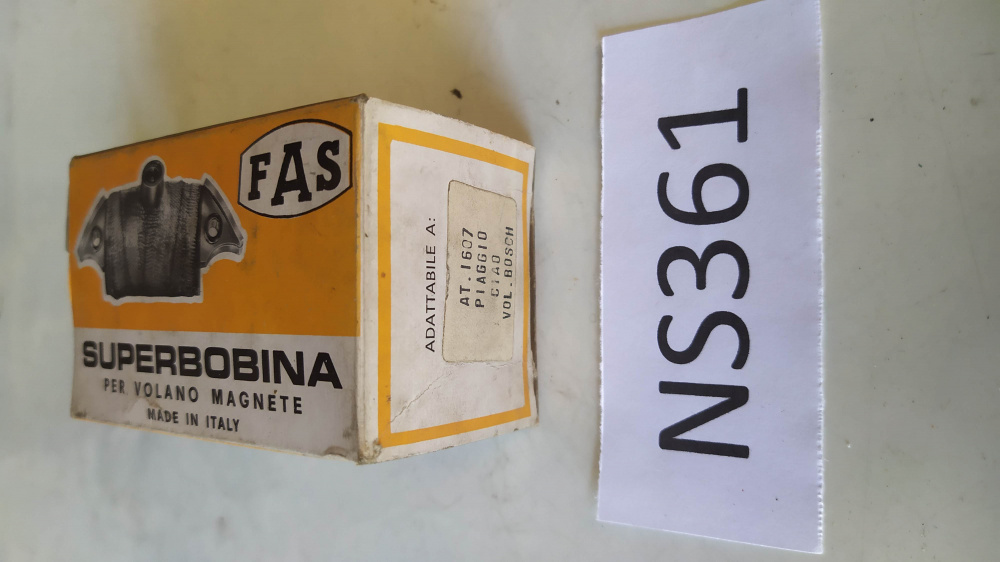 FAS
SUPERBOBINA
PER VOLANO MAGNETE
MADE IN ITALY
ADATTABILE A:
AT.1607
PIAGGIO
CIAO
VOL.BOSCH
NS361